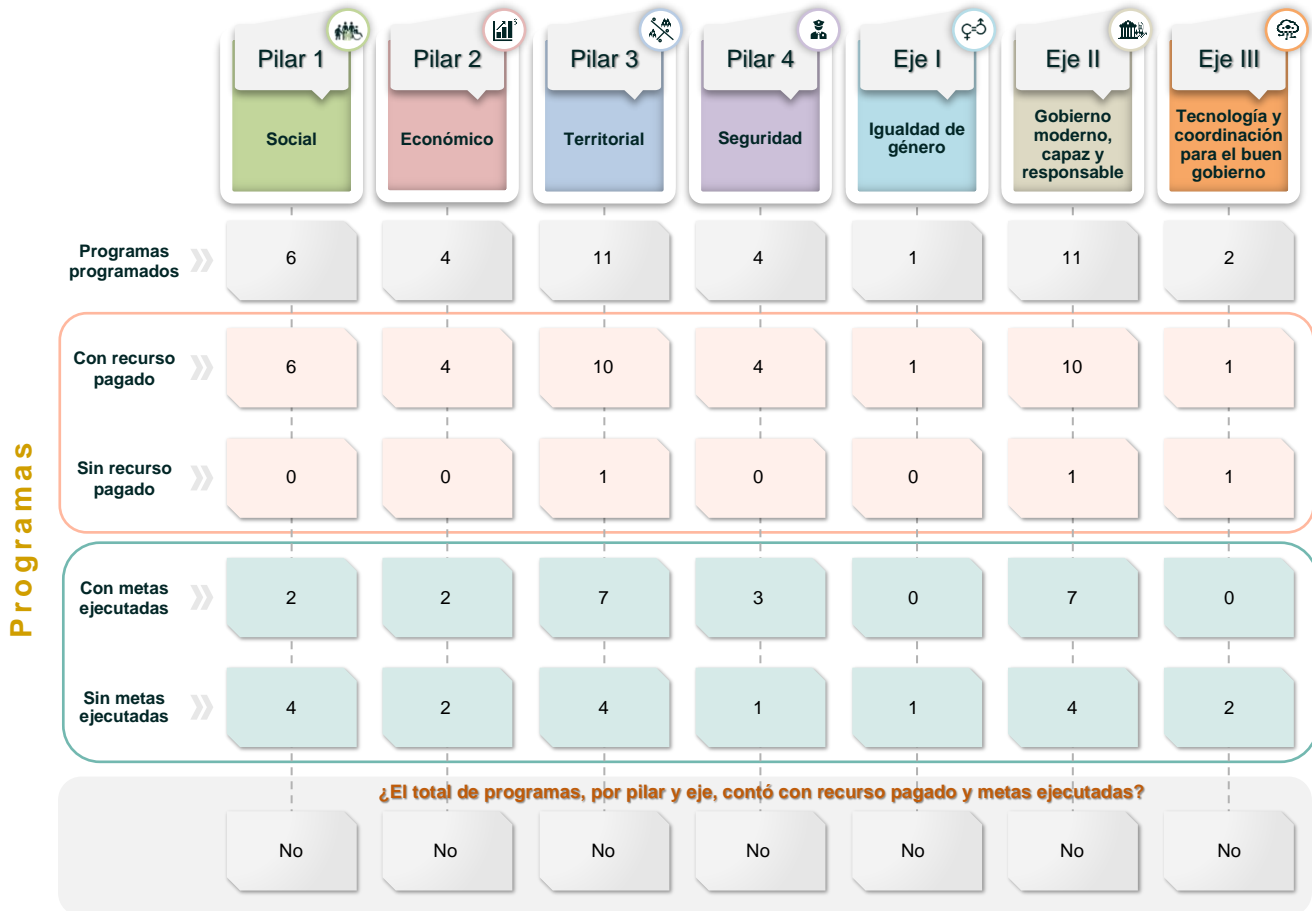 Pilar 1
Pilar 2
Pilar 3
Pilar 4
Eje I
Eje II
Eje III
Social
Económico
Territorial
Seguridad
Igualdad de
género
Gobierno
moderno,
capaz y
responsable
Tecnología y
coordinación
para el buen
gobierno
Programas
Programas
programados
6
4
11
4
1
11
2
Con recurso
pagado
6
4
10
4
1
10
1
Sin recurso
pagado
0
0
1
0
0
1
1
Con metas
ejecutadas
2
2
7
3
0
7
0
Sin metas
ejecutadas
4
2
4
1
1
4
2
¿El total de programas, por pilar y eje, contó con recurso pagado y metas ejecutadas?
No
No
No
No
No
No
No